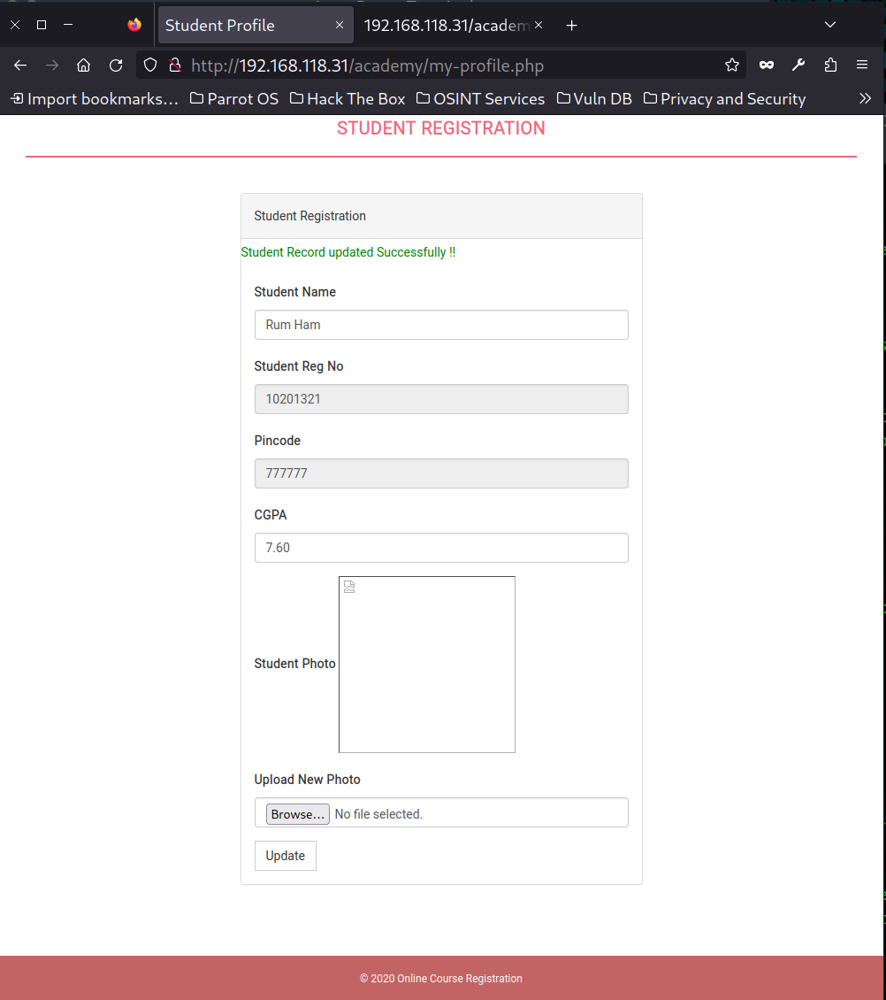 Student Profile
192.168.118.31/academ
http://192.168.118.31/academy/my-profile.php
Import bookmarks... Parrot OS Hack The Box OSINT Services Vuln DB Privacy and Security
STUDENT REGISTRATION
Student Registration
Student Record updated Successfully !!
Student Name
Rum Ham
Student Reg No
10201321
Pincode
777777
CGPA
7.60
Student Photo
Upload New Photo
Browse... No file selected.
Update
© 2020 Online Course Registration